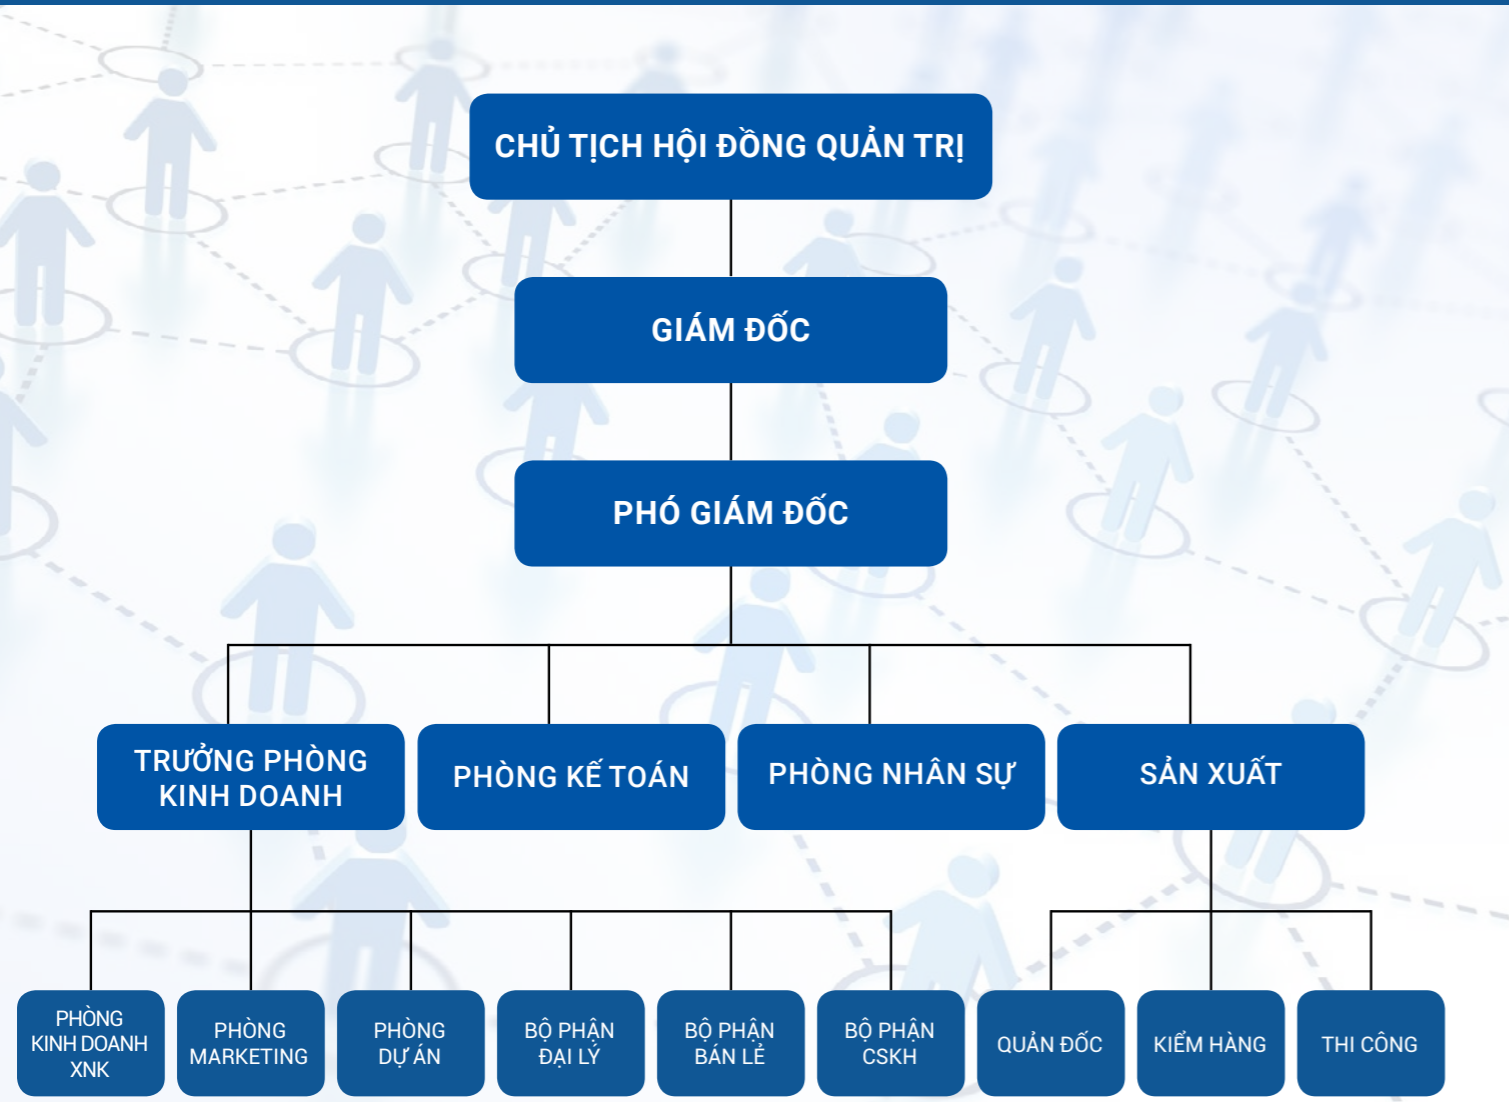 CHỦ TỊCH HỘI ĐỒNG QUẢN TRỊ
GIÁM ĐỐC
PHÓ GIÁM ĐỐC
TRƯỞNG PHÒNG
KINH DOANH
PHÒNG KẾ TOÁN
PHÒNG NHÂN SỰ
SẢN XUẤT
PHÒNG
KINH DOANH
XNK
PHÒNG
MARKETING
PHÒNG
DỰ ÁN
BỘ PHẬN
ĐẠI LÝ
BỘ PHẬN
BÁN LẺ
BỘ PHẬN
CSKH
QUẢN ĐỐC
KIỂM HÀNG
THI CÔNG